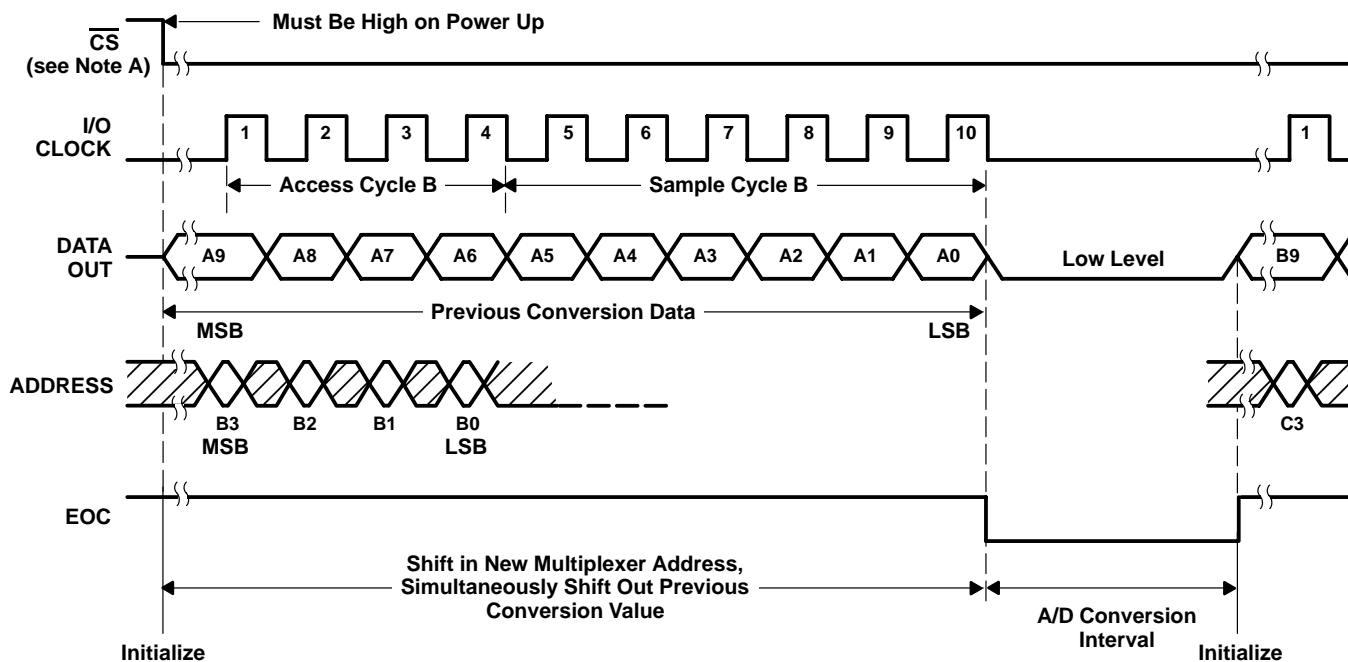 Must Be High on Power Up
CS
(see Note A)
I/O
CLOCK
1 2 3 4 5 6 7 8 9 10 1
Access Cycle B Sample Cycle B
DATA
OUT
A9 A8 A7 A6 A5 A4 A3 A2 A1 A0 Low Level B9
Previous Conversion Data
MSB LSB
ADDRESS
B3 B2 B1 B0 C3
MSB LSB
EOC
Shift in New Multiplexer Address,
Simultaneously Shift Out Previous
Conversion Value
A/D Conversion
Interval
Initialize Initialize